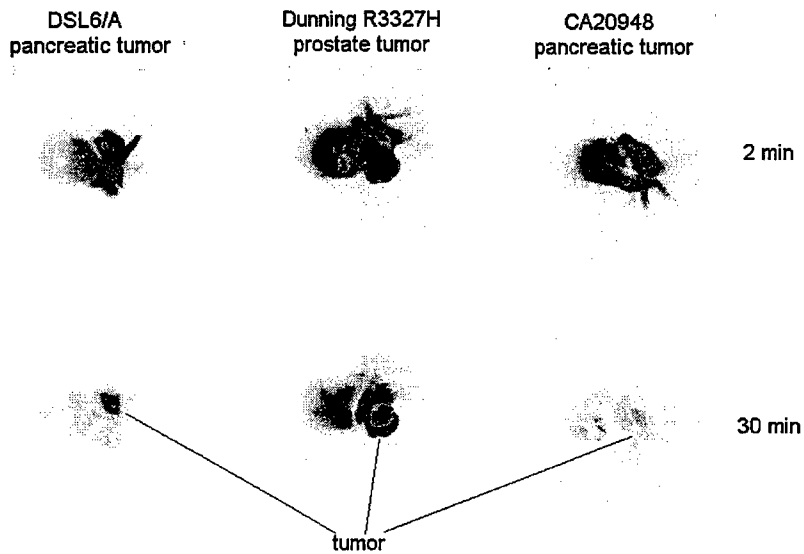 DSL6/A
pancreatic tumor
Dunning R3327H
prostate tumor
CA20948
pancreatic tumor
2 min
30 min
tumor